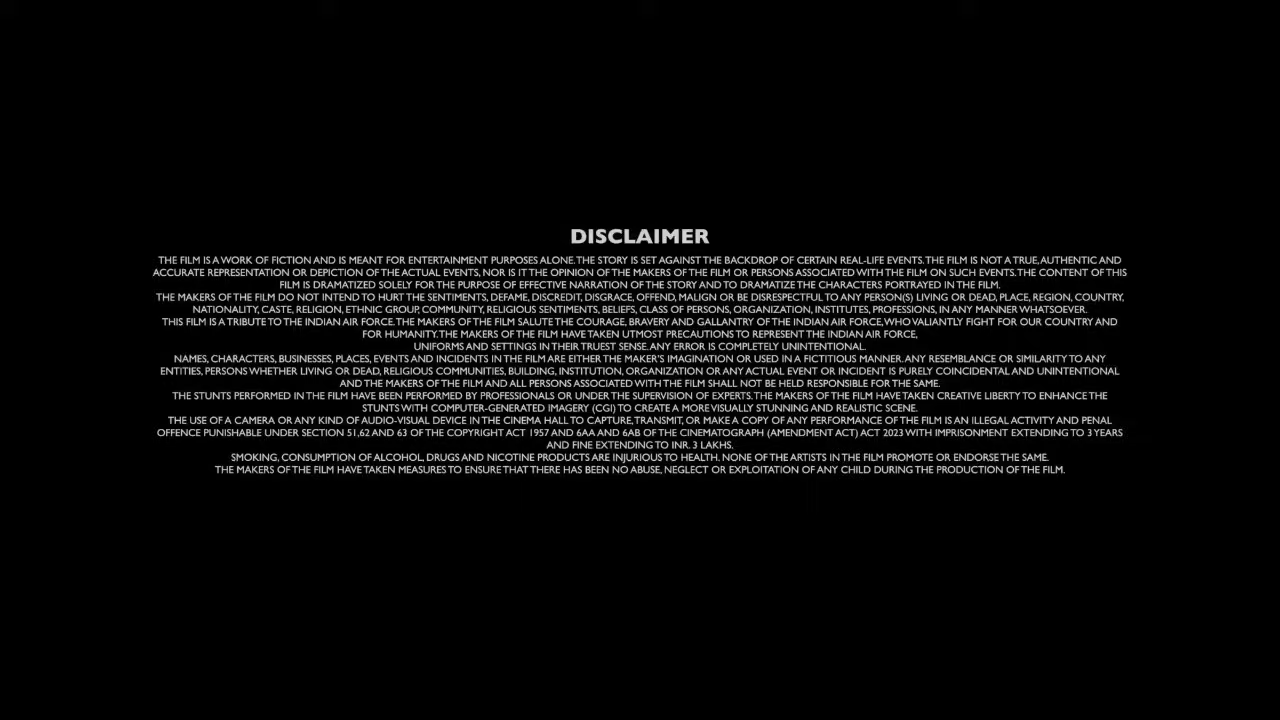 DISCLAIMER
THE FILM IS A WORK OF FICTION AND IS MEANT FOR ENTERTAINMENT PURPOSES ALONE. THE STORY IS SET AGAINST THE BACKDROP OF CERTAIN REAL-LIFE EVENTS. THE FILM IS NOT A TRUE, AUTHENTIC AND
ACCURATE REPRESENTATION OR DEPICTION OF THE ACTUAL EVENTS, NOR IS IT THE OPINION OF THE MAKERS OF THE FILM OR PERSONS ASSOCIATED WITH THE FILM ON SUCH EVENTS. THE CONTENT OF THIS
FILM IS DRAMATIZED SOLELY FOR THE PURPOSE OF EFFECTIVE NARRATION OF THE STORY AND TO DRAMATIZE THE CHARACTERS PORTRAYED IN THE FILM.
THE MAKERS OF THE FILM DO NOT INTEND TO HURT THE SENTIMENTS, DEFAME, DISCREDIT, DISGRACE, OFFEND, MALIGN OR BE DISRESPECTFUL TO ANY PERSON(S) LIVING OR DEAD, PLACE, REGION, COUNTRY,
NATIONALITY, CASTE, RELIGION, ETHNIC GROUP, COMMUNITY, RELIGIOUS SENTIMENTS, BELIEFS, CLASS OF PERSONS, ORGANIZATION, INSTITUTES, PROFESSIONS, IN ANY MANNER WHATSOEVER.
THIS FILM IS A TRIBUTE TO THE INDIAN AIR FORCE. THE MAKERS OF THE FILM SALUTE THE COURAGE, BRAVERY AND GALLANTRY OF THE INDIAN AIR FORCE, WHO VALIANTLY FIGHT FOR OUR COUNTRY AND
FOR HUMANITY. THE MAKERS OF THE FILM HAVE TAKEN UTMOST PRECAUTIONS TO REPRESENT THE INDIAN AIR FORCE,
UNIFORMS AND SETTINGS IN THEIR TRUEST SENSE. ANY ERROR IS COMPLETELY UNINTENTIONAL.
NAMES, CHARACTERS, BUSINESSES, PLACES, EVENTS AND INCIDENTS IN THE FILM ARE EITHER THE MAKER'S IMAGINATION OR USED IN A FICTITIOUS MANNER. ANY RESEMBLANCE OR SIMILARITY TO ANY
ENTITIES, PERSONS WHETHER LIVING OR DEAD, RELIGIOUS COMMUNITIES, BUILDING, INSTITUTION, ORGANIZATION OR ANY ACTUAL EVENT OR INCIDENT IS PURELY COINCIDENTAL AND UNINTENTIONAL
AND THE MAKERS OF THE FILM AND ALL PERSONS ASSOCIATED WITH THE FILM SHALL NOT BE HELD RESPONSIBLE FOR THE SAME.
THE STUNTS PERFORMED IN THE FILM HAVE BEEN PERFORMED BY PROFESSIONALS OR UNDER THE SUPERVISION OF EXPERTS. THE MAKERS OF THE FILM HAVE TAKEN CREATIVE LIBERTY TO ENHANCE THE
STUNTS WITH COMPUTER-GENERATED IMAGERY (CGI) TO CREATE A MORE VISUALLY STUNNING AND REALISTIC SCENE.
THE USE OF A CAMERA OR ANY KIND OF AUDIO-VISUAL DEVICE IN THE CINEMA HALL TO CAPTURE, TRANSMIT, OR MAKE A COPY OF ANY PERFORMANCE OF THE FILM IS AN ILLEGAL ACTIVITY AND PENAL
OFFENCE PUNISHABLE UNDER SECTION 51,62 AND 63 OF THE COPYRIGHT ACT 1957 AND 6AA AND 6AB OF THE CINEMATOGRAPH (AMENDMENT ACT) ACT 2023 WITH IMPRISONMENT EXTENDING TO 3 YEARS
AND FINE EXTENDING TO INR. 3 LAKHS.
SMOKING, CONSUMPTION OF ALCOHOL, DRUGS AND NICOTINE PRODUCTS ARE INJURIOUS TO HEALTH. NONE OF THE ARTISTS IN THE FILM PROMOTE OR ENDORSE THE SAME.
THE MAKERS OF THE FILM HAVE TAKEN MEASURES TO ENSURE THAT THERE HAS BEEN NO ABUSE, NEGLECT OR EXPLOITATION OF ANY CHILD DURING THE PRODUCTION OF THE FILM.